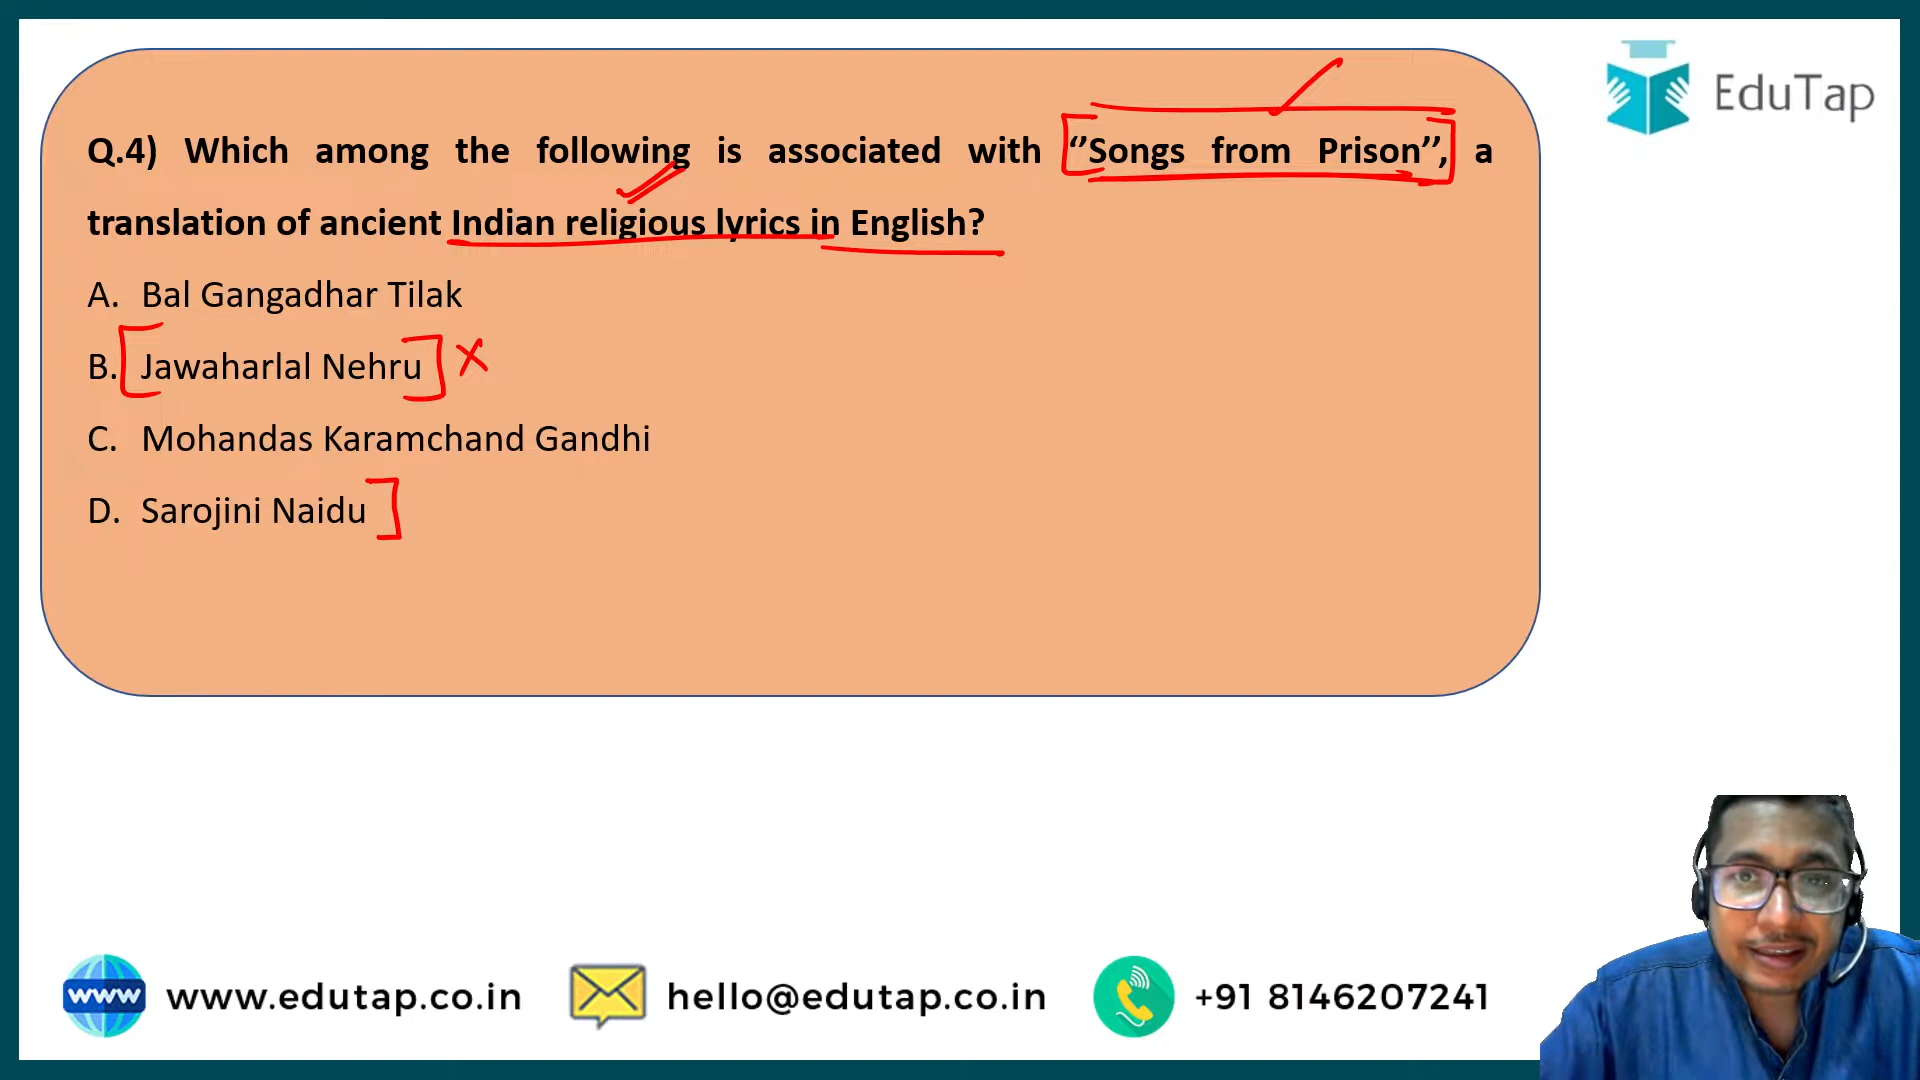 EduTap
Q.4) Which among the following is associated with ‘’Songs from Prison’’, a
translation of ancient Indian religious lyrics in English?
A. Bal Gangadhar Tilak
B. Jawaharlal Nehru
C. Mohandas Karamchand Gandhi
D. Sarojini Naidu
www www.edutap.co.in hello@edutap.co.in +91 8146207241